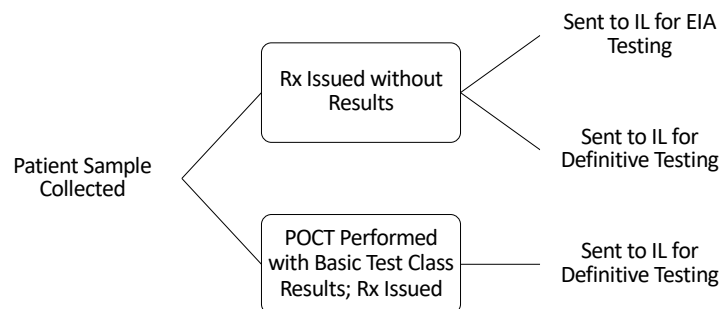 Patient Sample
Collected
Rx Issued without
Results
Sent to IL for EIA
Testing
Sent to IL for
Definitive Testing
POCT Performed
with Basic Test Class
Results; Rx Issued
Sent to IL for
Definitive Testing